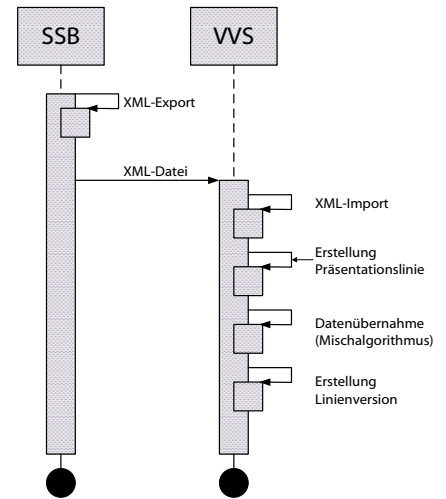 SSB
VVS
XML-Export
XML-Datei
XML-Import
Erstellung
Präsentationslinie
Datenübernahme
(Mischalgorithmus)
Erstellung
Linienversion